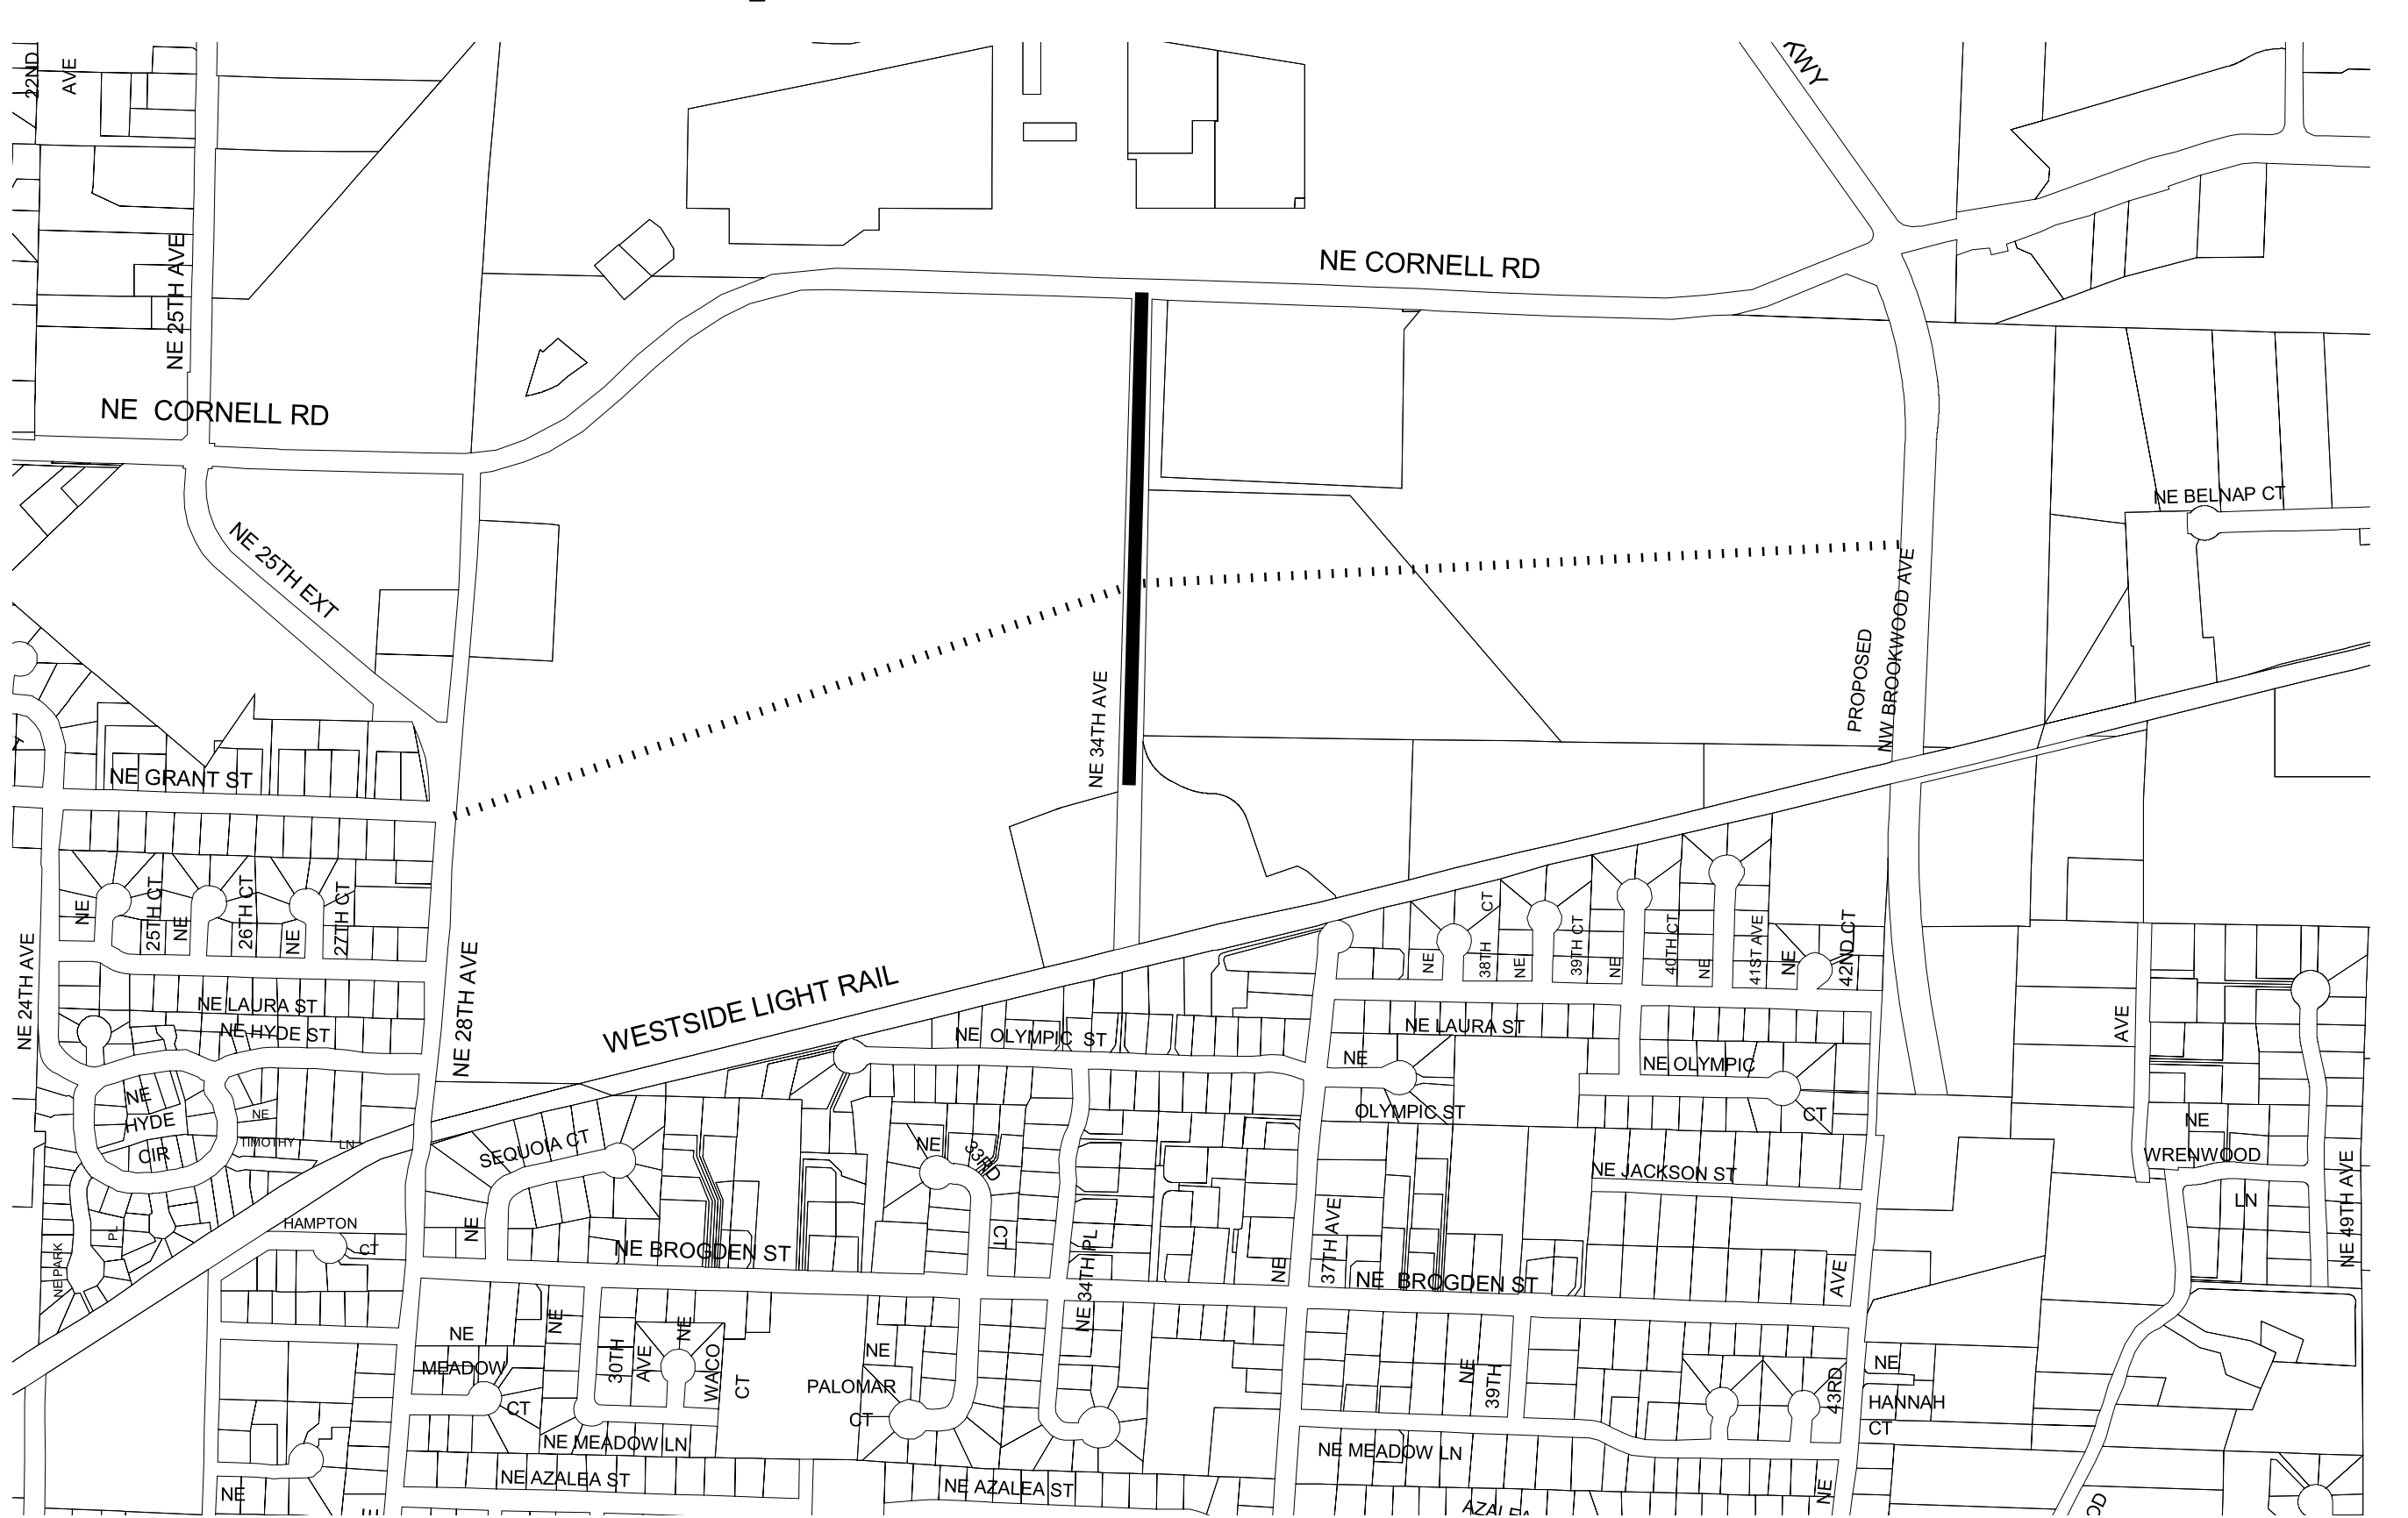 22ND
AVE
KWY
NE 25TH AVE
NE CORNELL RD
NE CORNELL RD
NE BELNAP CT
NE 25TH EXT
NE 34TH AVE
PROPOSED
NW BROOKWOOD AVE
NE GRANT ST
NE
25TH CT
NE
26TH CT
NE
27TH CT
NE 24TH AVE
NE 28TH AVE
WESTSIDE LIGHT RAIL
NE
38TH
CT
NE
39TH CT
NE
40TH CT
NE
41ST AVE
NE
42ND CT
NE LAURA ST
NE HYDE ST
NE OLYMPIC ST
NE LAURA ST
NE
OLYMPIC ST
NE OLYMPIC
CT
AVE
NE
HYDE
CIR
NE
TIMOTHY
LN
SEQUOIA CT
NE
NE
33RD
CT
NE
WRENWOOD
LN
NE 49TH AVE
NE JACKSON ST
HAMPTON
CT
PL
NE PARK
NE BROGDEN ST
NE 34TH PL
NE
37TH AVE
NE BROGDEN ST
AVE
43RD
NE
NE
MEADOW
CT
NE
30TH
AVE
NE
WACO
CT
NE
PALOMAR
CT
NE
39TH
NE
HANNAH
CT
NE MEADOW LN
NE MEADOW LN
NE AZALEA ST
NE AZALEA ST
AZALEA
NE
E
OD